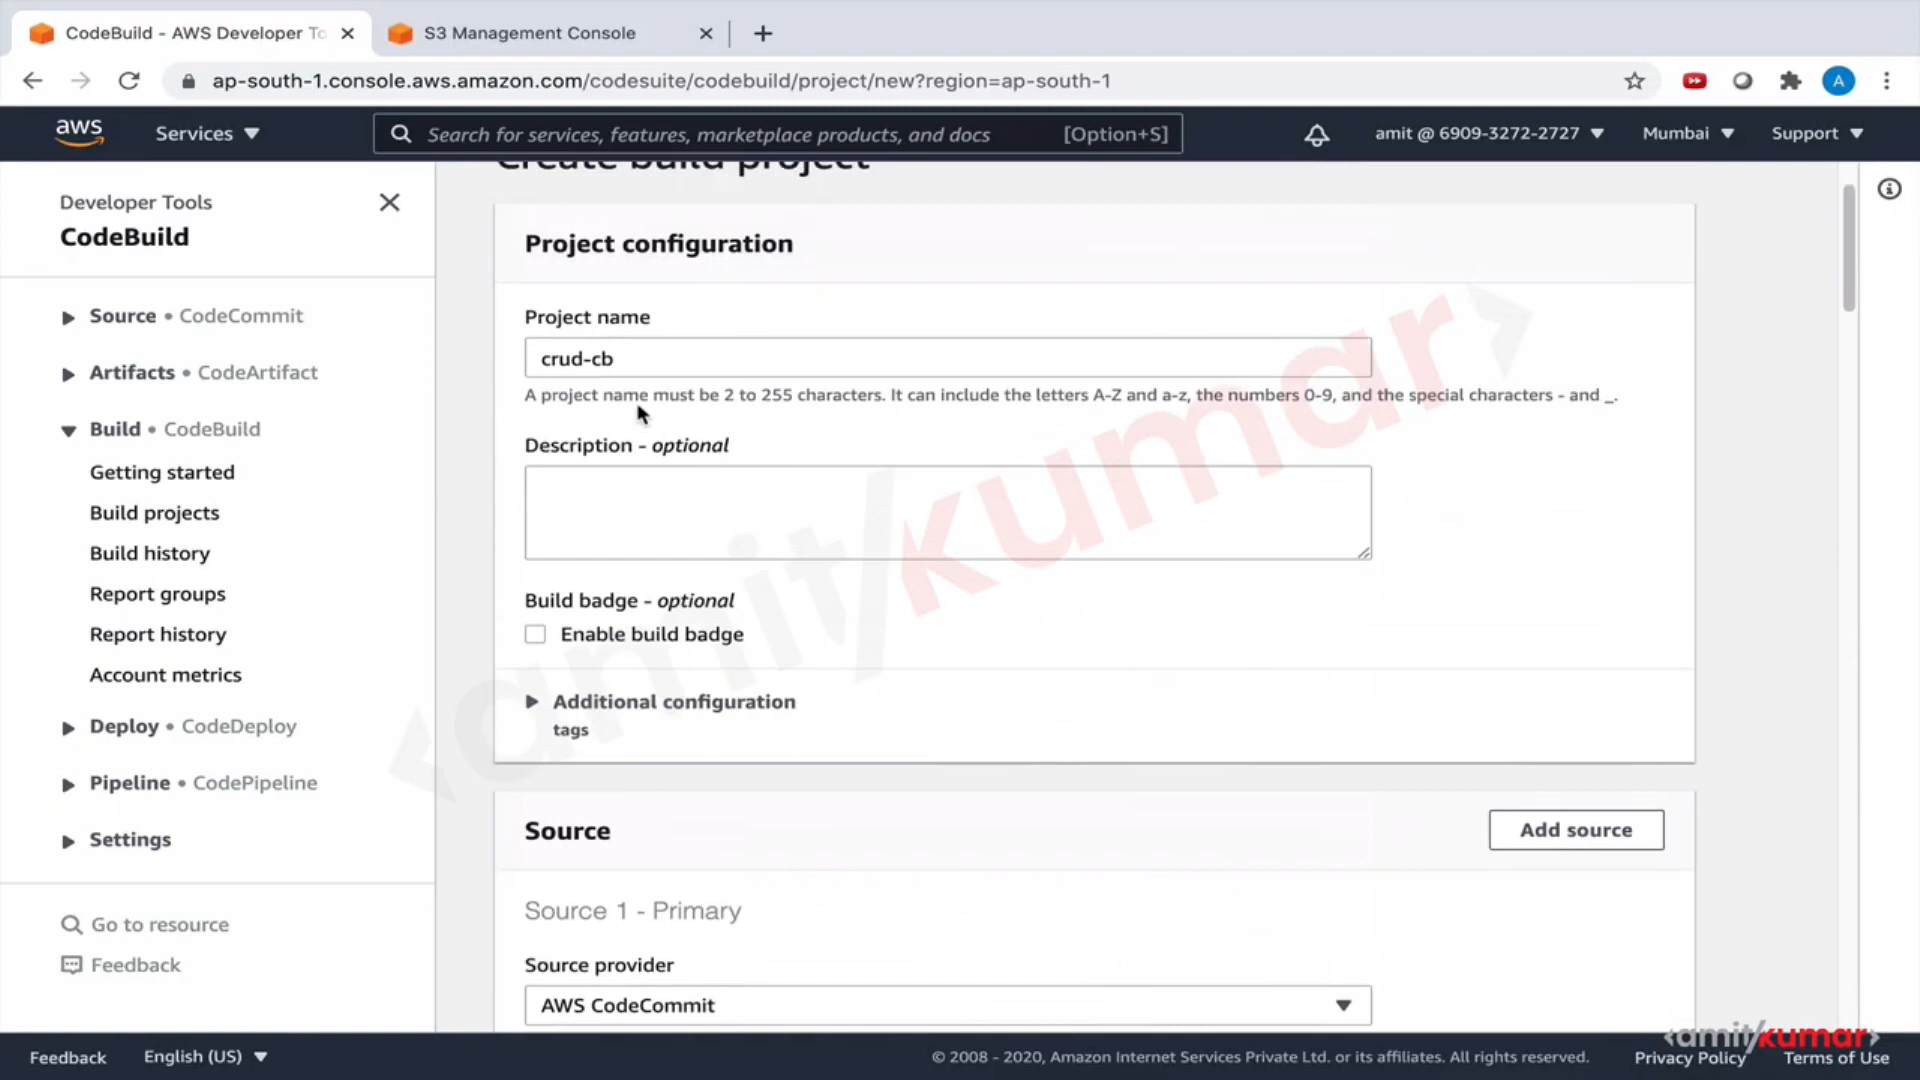 CodeBuild - AWS Developer To
S3 Management Console
ap-south-1.console.aws.amazon.com/codesuite/codebuild/project/new?region=ap-south-1
A
aws
Services
Search for services, features, marketplace products, and docs
[Option+S]
amit @ 6909-3272-2727
Mumbai
Support
Create build project
Developer Tools
CodeBuild
Source • CodeCommit
Artifacts • CodeArtifact
Build • CodeBuild
Getting started
Build projects
Build history
Report groups
Report history
Account metrics
Deploy • CodeDeploy
Pipeline • CodePipeline
Settings
Go to resource
Feedback
Project configuration
Project name
crud-cb
A project name must be 2 to 255 characters. It can include the letters A-Z and a-z, the numbers 0-9, and the special characters - and _.
Description - optional
Build badge - optional
Enable build badge
Additional configuration
tags
Source
Add source
Source 1 - Primary
Source provider
AWS CodeCommit
<amit/kumar>
<amit/kumar>
Feedback
English (US)
© 2008 - 2020, Amazon Internet Services Private Ltd. or its affiliates. All rights reserved.
Privacy Policy
Terms of Use